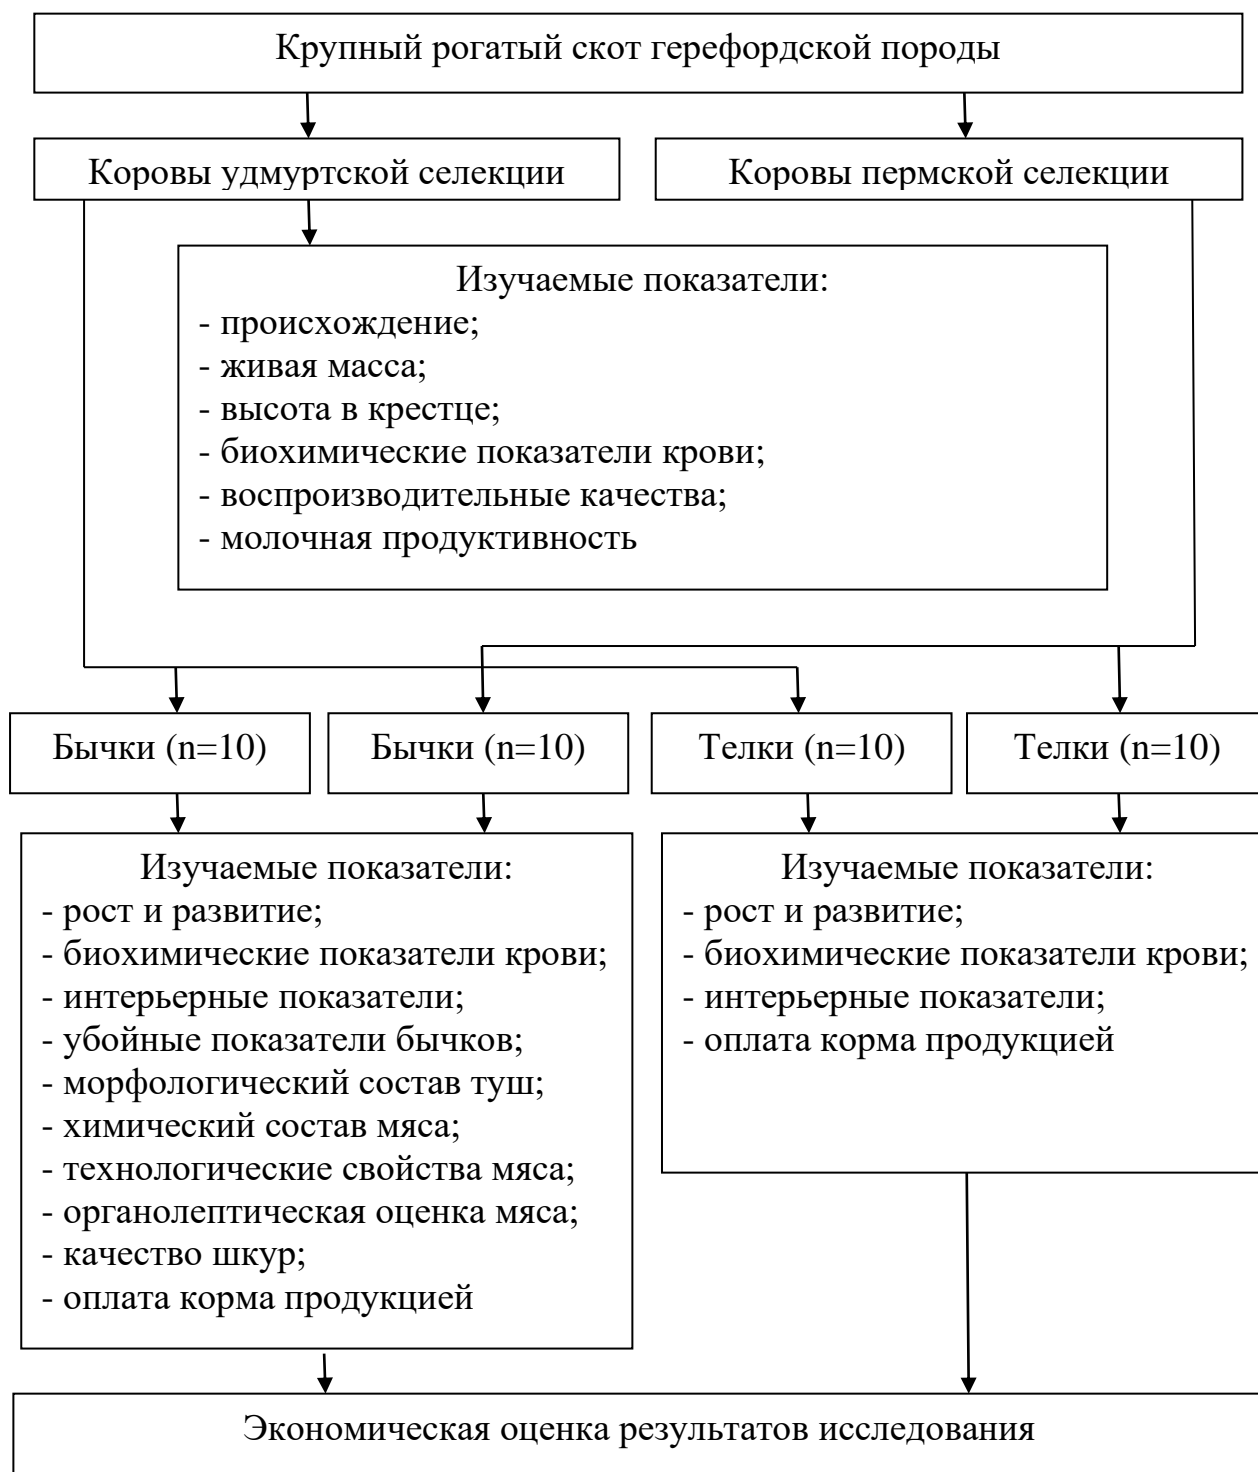 Крупный рогатый скот герефордской породы
Коровы удмуртской селекции
Коровы пермской селекции
Изучаемые показатели:
- происхождение;
- живая масса;
- высота в крестце;
- биохимические показатели крови;
- воспроизводительные качества;
- молочная продуктивность
Бычки (n=10)
Бычки (n=10)
Телки (n=10)
Телки (n=10)
Изучаемые показатели:
- рост и развитие;
- биохимические показатели крови;
- интерьерные показатели;
- убойные показатели бычков;
- морфологический состав туш;
- химический состав мяса;
- технологические свойства мяса;
- органолептическая оценка мяса;
- качество шкур;
- оплата корма продукцией
Изучаемые показатели:
- рост и развитие;
- биохимические показатели крови;
- интерьерные показатели;
- оплата корма продукцией
Экономическая оценка результатов исследования